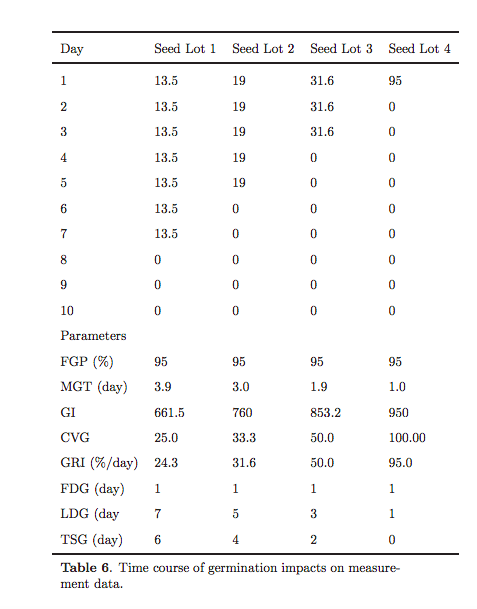 Day Seed Lot 1 Seed Lot 2 Seed Lot 3 Seed Lot 4
1 13.5 19 31.6 95
2 13.5 19 31.6 0
3 13.5 19 31.6 0
4 13.5 19 0 0
5 13.5 19 0 0
6 13.5 0 0 0
7 13.5 0 0 0
8 0 0 0 0
9 0 0 0 0
10 0 0 0 0
Parameters
FGP (%) 95 95 95 95
MGT (day) 3.9 3.0 1.9 1.0
GI 661.5 760 853.2 950
CVG 25.0 33.3 50.0 100.00
GRI (%/day) 24.3 31.6 50.0 95.0
FDG (day) 1 1 1 1
LDG (day 7 5 3 1
TSG (day) 6 4 2 0
Table 6. Time course of germination impacts on measure-
ment data.